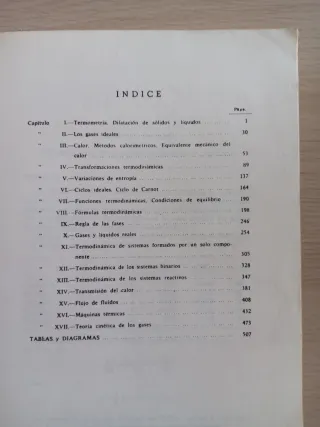 INDICE
Págs.
Capítulo I.—Termometría. Dilatación de sólidos y líquidos 1
" II.—Los gases ideales 30
" III.—Calor. Métodos calorimétricos. Equivalente mecánico del
calor 53
" IV.—Transformaciones termodinámicas 69
" V.—Variaciones de entropía 117
" VI.—Ciclos ideales. Ciclo de Carnot 164
" VII.—Funciones termodinámicas. Condiciones de equilibrio 190
" VIII.—Fórmulas termodinámicas 198
" IX.—Regla de las fases 246
" X.—Gases y líquidos reales 254
" XI.—Termodinámica de sistemas formados por un solo compo-
nente 305
" XII.—Termodinámica de los sistemas binarios 328
" XIII.—Termodinámica de los sistemas reactivos 347
" XIV.—Transmisión del calor 381
" XV.—Flujo de fluidos 408
" XVI.—Máquinas térmicas 432
" XVII.—Teoría cinética de los gases 473
TABLAS y DIAGRAMAS 507